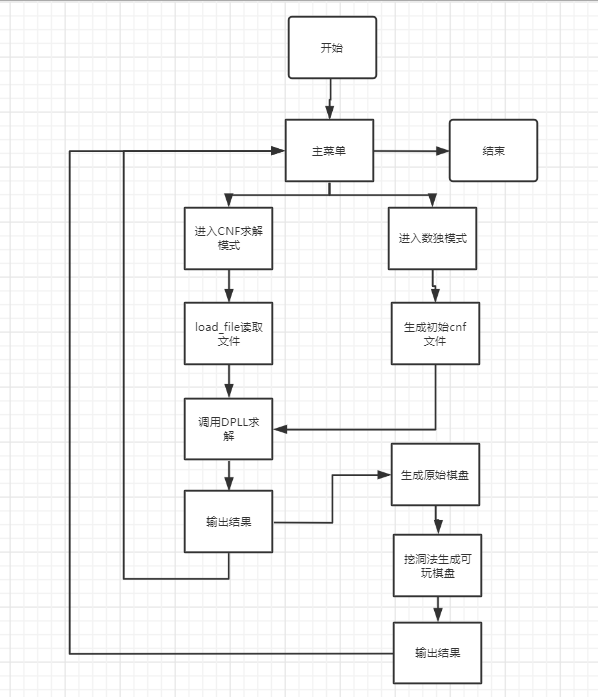 开始
主菜单
结束
进入CNF求解
模式
进入数独模式
load_file读取
文件
生成初始cnf
文件
调用DPLL求
解
生成原始棋盘
输出结果
挖洞法生成可
玩棋盘
输出结果